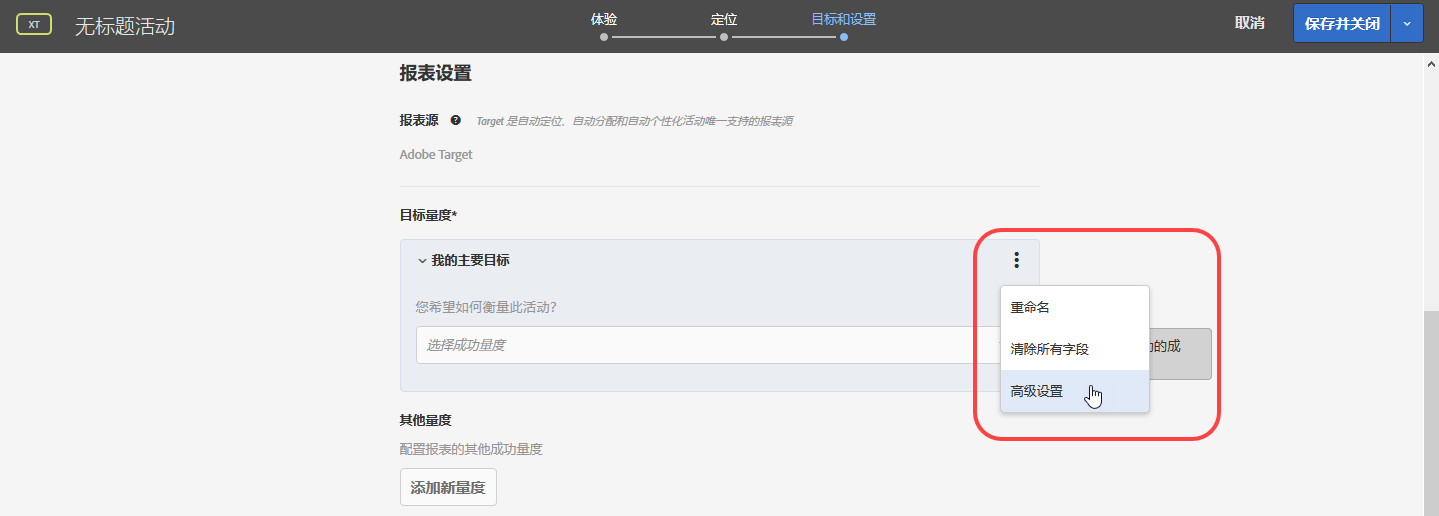 XT
无标题活动
体验
定位
目标和设置
取消
保存并关闭
报表设置
报表源
Target 是自动定位、自动分配和自动个性化活动唯一支持的报表源
Adobe Target
目标量度*
我的主要目标
您希望如何衡量此活动?
选择成功量度
重命名
清除所有字段
高级设置
的成
其他量度
配置报表的其他成功量度
添加新量度